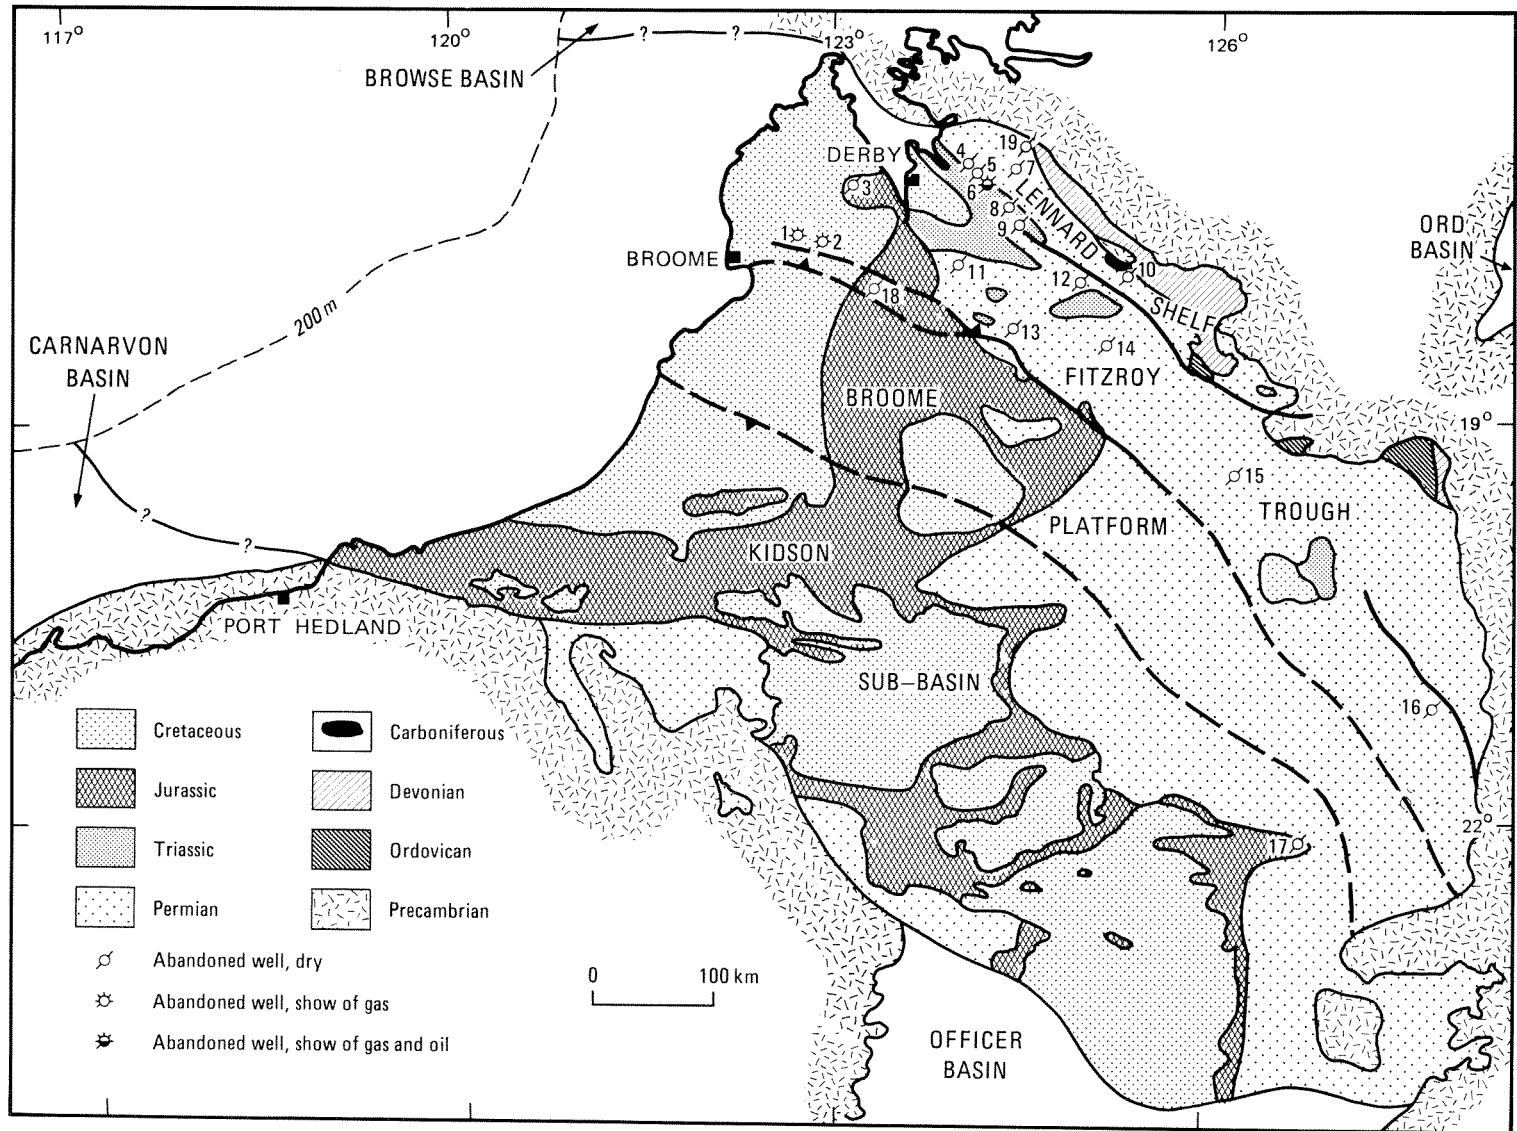 117°
120°
123°
126°
BROWSE BASIN
?
?
DERBY
4
5
6
19
7
3
8
9
LENNARD
SHELF
ORD
BASIN
1
2
BROOME
11
12
10
18
13
14
200 m
CARNARVON
BASIN
FITZROY
BROOME
19°
15
PLATFORM
TROUGH
?
?
KIDSON
PORT HEDLAND
SUB–BASIN
16
22°
17
Cretaceous
Jurassic
Triassic
Permian
Carboniferous
Devonian
Ordovican
Precambrian
Abandoned well, dry
Abandoned well, show of gas
Abandoned well, show of gas and oil
0 100 km
OFFICER
BASIN